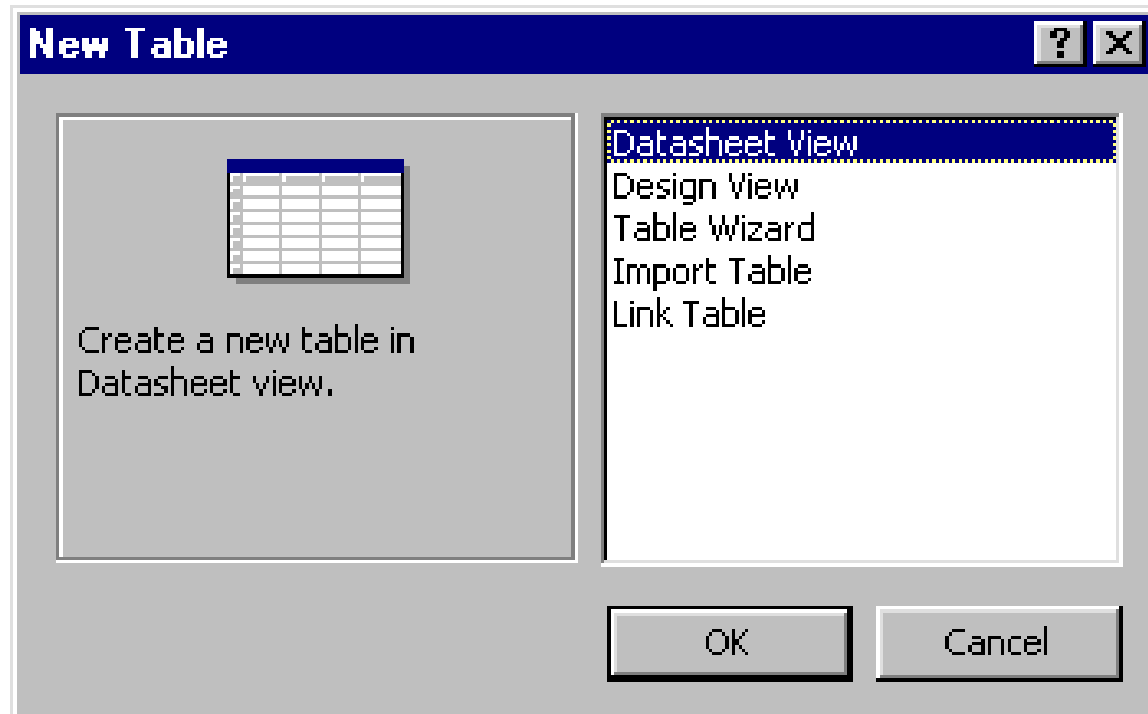 New Table
Create a new table in
Datasheet view.
Datasheet View
Design View
Table Wizard
Import Table
Link Table
OK
Cancel